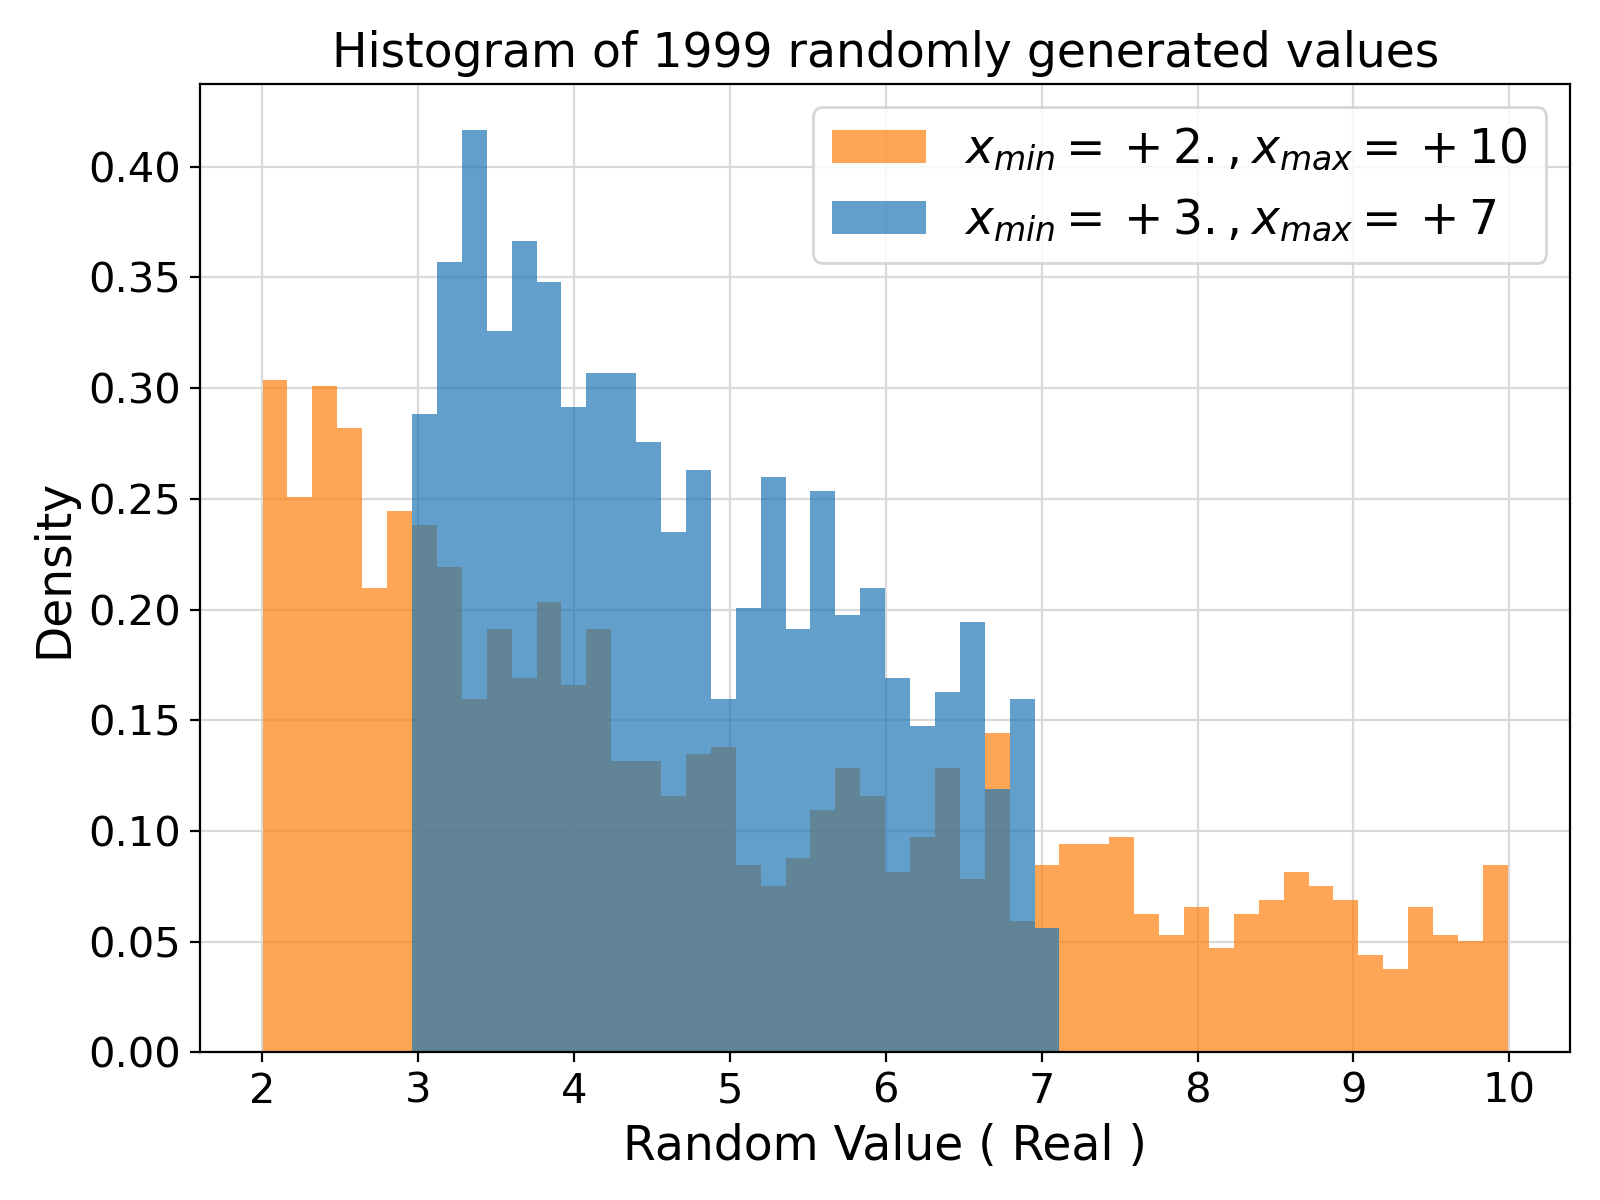 Histogram of 1999 randomly generated values
x_min = +2., x_max = +10
x_min = +3., x_max = +7
0.40
0.35
0.30
0.25
0.20
0.15
0.10
0.05
0.00
Density
2 3 4 5 6 7 8 9 10
Random Value ( Real )